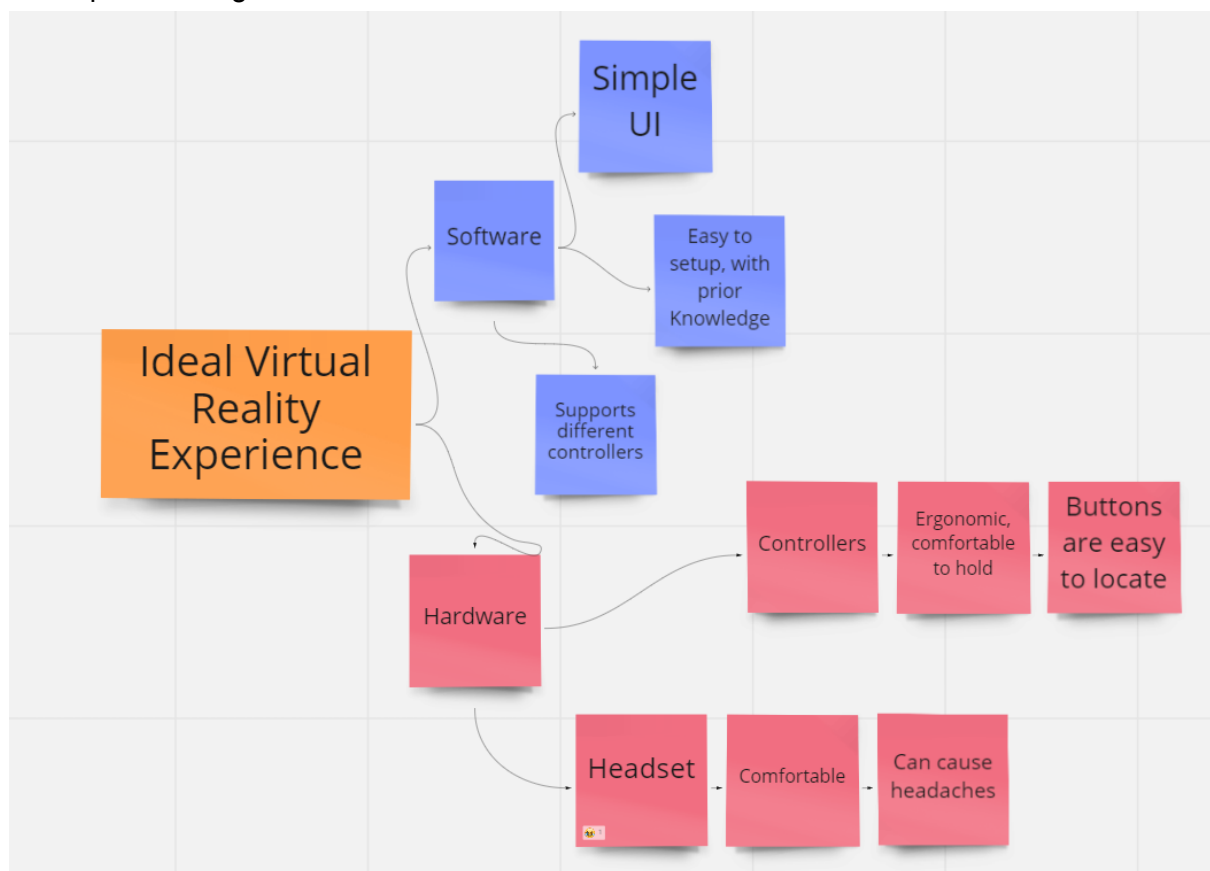 Simple
UI
Software
Easy to
setup, with
prior
Knowledge
Ideal Virtual
Reality
Experience
Supports
different
controllers
Controllers
Ergonomic,
comfortable
to hold
Buttons
are easy
to locate
Hardware
Headset
1
Comfortable
Can cause
headaches